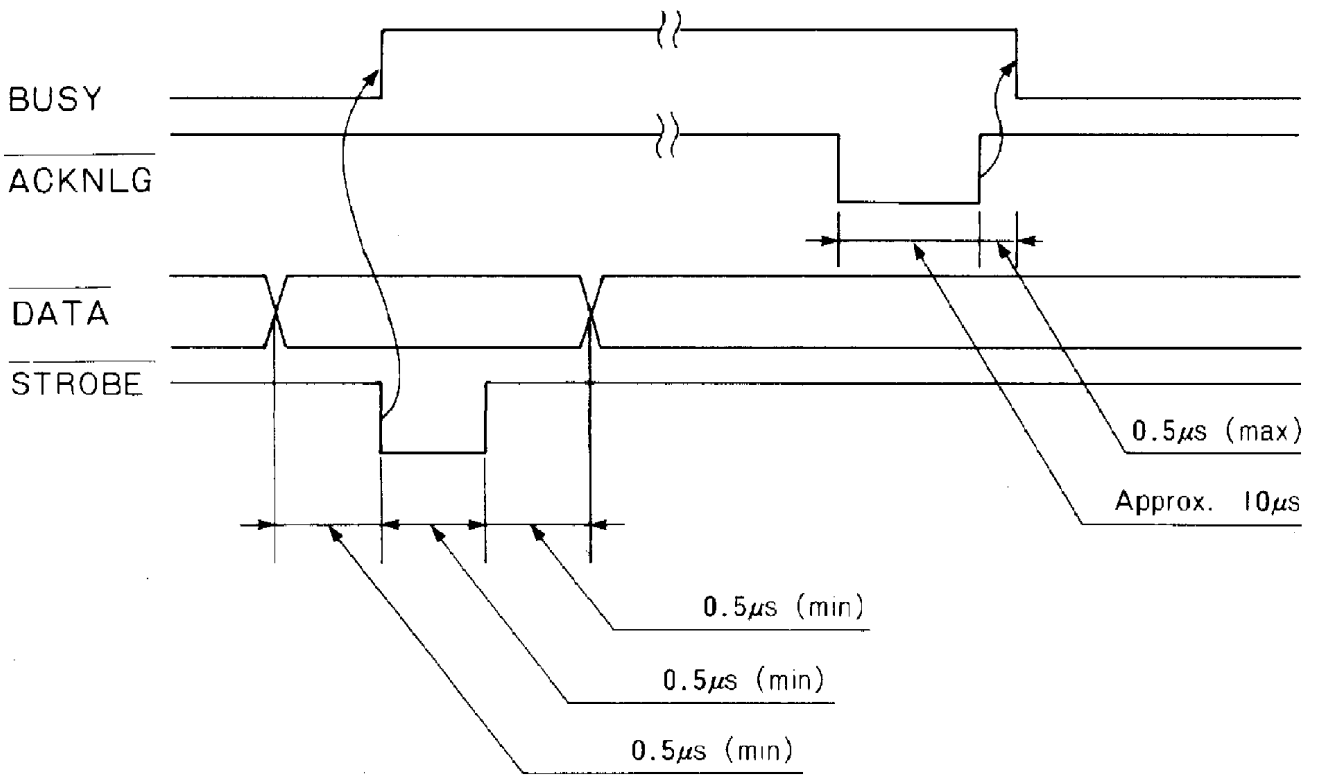 BUSY
ACKNLG
DATA
STROBE
0.5μs (max)
Approx. 10μs
0.5μs (min)
0.5μs (min)
0.5μs (min)